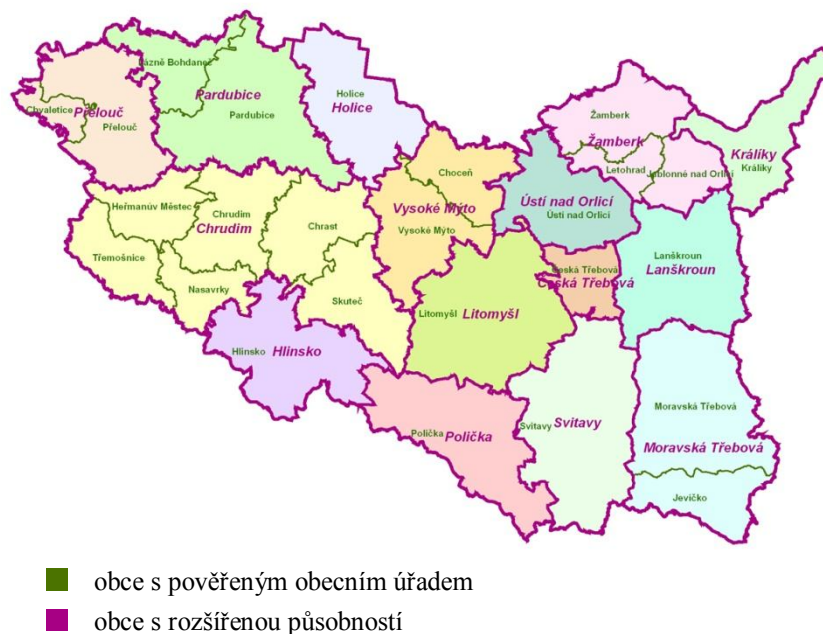 Lázně Bohdaneč
Pardubice
Pardubice
Holice
Holice
Chvaletice
Přelouč
Přelouč
Žamberk
Žamberk
Letohrad
Jablonné nad Orlicí
Králíky
Králíky
Choceň
Vysoké Mýto
Vysoké Mýto
Ústí nad Orlicí
Ústí nad Orlicí
Heřmanův Městec
Chrudim
Chrudim
Chrast
Třemošnice
Nasavrky
Skuteč
Lanškroun
Lanškroun
Česká Třebová
Česká Třebová
Litomyšl
Litomyšl
Hlinsko
Hlinsko
Polička
Polička
Svitavy
Svitavy
Moravská Třebová
Moravská Třebová
Jevíčko
obce s pověřeným obecním úřadem
obce s rozšířenou působností